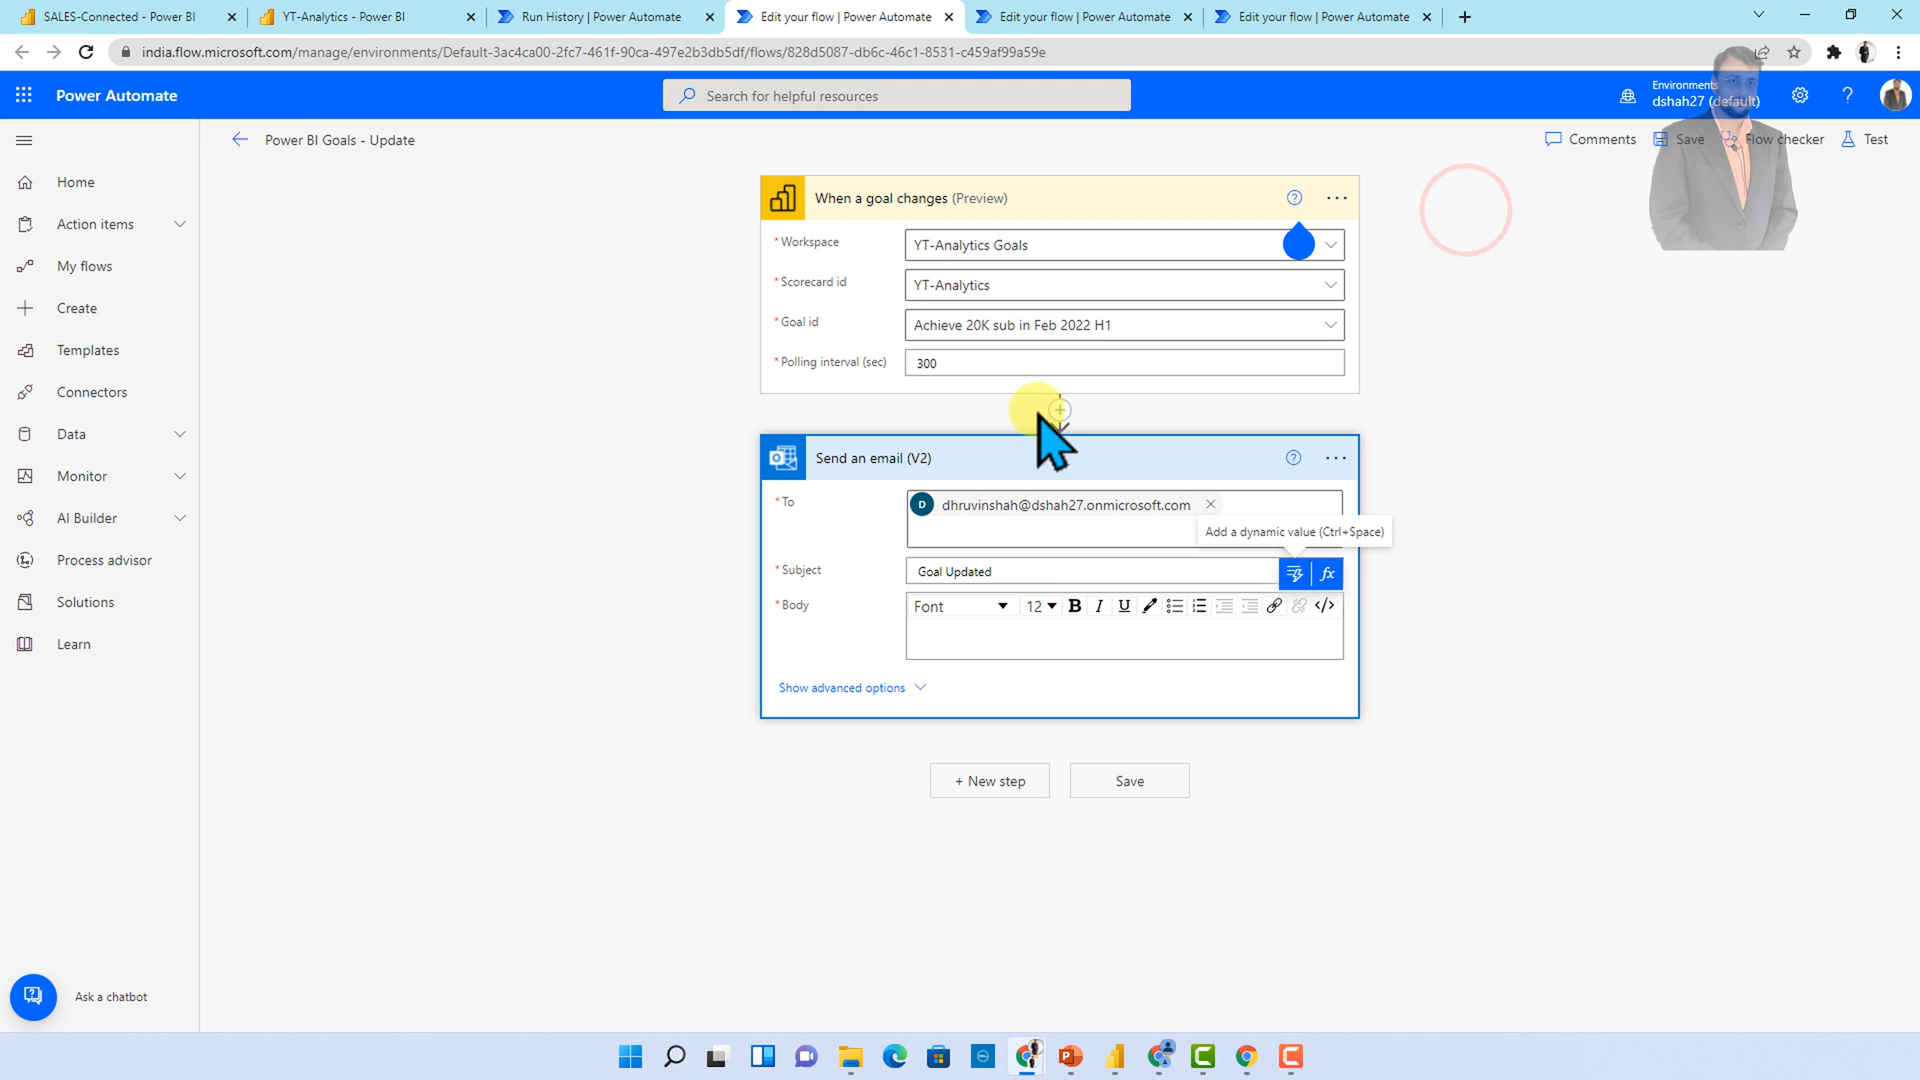 SALES-Connected - Power BI
YT-Analytics - Power BI
Run History | Power Automate
Edit your flow | Power Automate
Edit your flow | Power Automate
Edit your flow | Power Automate
india.flow.microsoft.com/manage/environments/Default-3ac4ca00-2fc7-461f-90ca-497e2b3db5df/flows/828d5087-db6c-46c1-8531-c459af99a59e
Power Automate
Search for helpful resources
Environments
dshah27 (default)
Power BI Goals - Update
Comments
Save
Flow checker
Test
Home
Action items
My flows
Create
Templates
Connectors
Data
Monitor
AI Builder
Process advisor
Solutions
Learn
Ask a chatbot
When a goal changes (Preview)
* Workspace
YT-Analytics Goals
* Scorecard id
YT-Analytics
* Goal id
Achieve 20K sub in Feb 2022 H1
* Polling interval (sec)
300
Send an email (V2)
* To
D dhruvinshah@dshah27.onmicrosoft.com
Add a dynamic value (Ctrl+Space)
* Subject
Goal Updated
fx
* Body
Font 12 B I U </>
Show advanced options
+ New step
Save